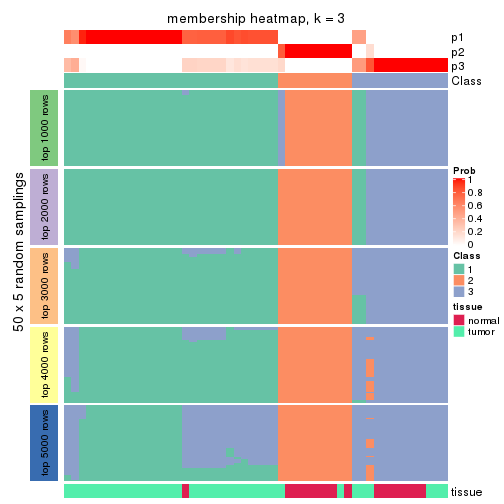 membership heatmap, k = 3
p1
p2
p3
Class
50 x 5 random samplings
top 1000 rows
top 2000 rows
top 3000 rows
top 4000 rows
top 5000 rows
Prob
1
0.8
0.6
0.4
0.2
0
Class
1
2
3
tissue
normal
tumor
tissue